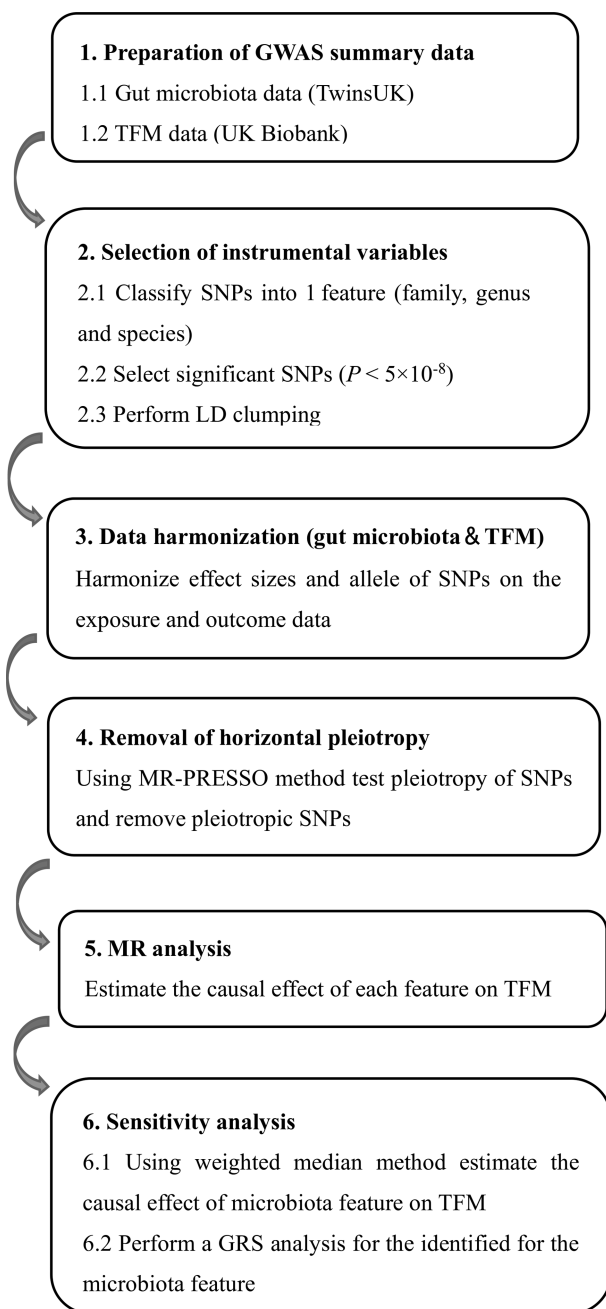 1. Preparation of GWAS summary data
1.1 Gut microbiota data (TwinsUK)
1.2 TFM data (UK Biobank)
2. Selection of instrumental variables
2.1 Classify SNPs into 1 feature (family, genus
and species)
2.2 Select significant SNPs (P < 5×10⁻⁸)
2.3 Perform LD clumping
3. Data harmonization (gut microbiota & TFM)
Harmonize effect sizes and allele of SNPs on the
exposure and outcome data
4. Removal of horizontal pleiotropy
Using MR-PRESSO method test pleiotropy of SNPs
and remove pleiotropic SNPs
5. MR analysis
Estimate the causal effect of each feature on TFM
6. Sensitivity analysis
6.1 Using weighted median method estimate the
causal effect of microbiota feature on TFM
6.2 Perform a GRS analysis for the identified for the
microbiota feature